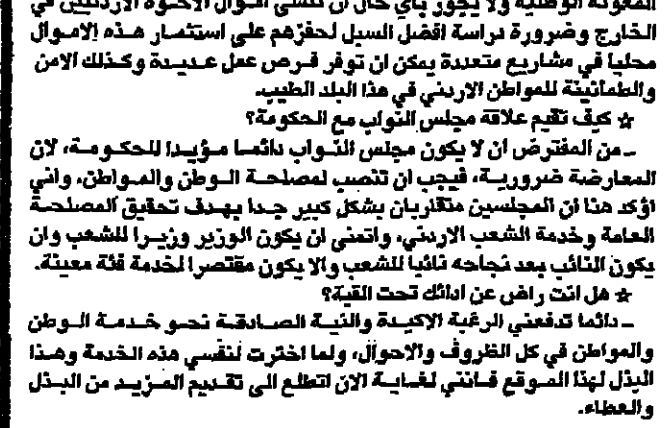 المعونة الوطنية ولا يجوز باي حال ان ننسى اموال الاخوة الاردنيين في
الخارج وضرورة دراسة افضل السبل لحفزهم على استثمار هذه الاموال
محليا في مشاريع متعددة يمكن ان توفر فرص عمل عديدة وكذلك الامن
والطمانينة للمواطن الاردني في هذا البلد الطيب.
☆ كيف تقيم علاقة مجلس النواب مع الحكومة؟
ـ من المفترض ان لا يكون مجلس النواب دائما مؤيدا للحكومة، لان
المعارضة ضرورية، فيجب ان تنصب لمصلحة الوطن والمواطن، واني
اؤكد هنا ان المجلسين متقاربان بشكل كبير جدا بهدف تحقيق المصلحة
العامة وخدمة الشعب الاردني، واتمنى ان يكون الوزير وزيرا للشعب وان
يكون النائب بعد نجاحه نائبا للشعب والا يكون مقتصرا لخدمة فئة معينة.
☆ هل انت راض عن ادائك تحت القبة؟
ـ دائما تدفعني الرغبة الاكيدة والنية الصادقة نحو خدمة الوطن
والمواطن في كل الظروف والاحوال، ولما اخترت لنفسي هذه الخدمة وهذا
البذل لهذا الموقع فانني لغاية الان اتطلع الى تقديم المزيد من البذل
والعطاء.